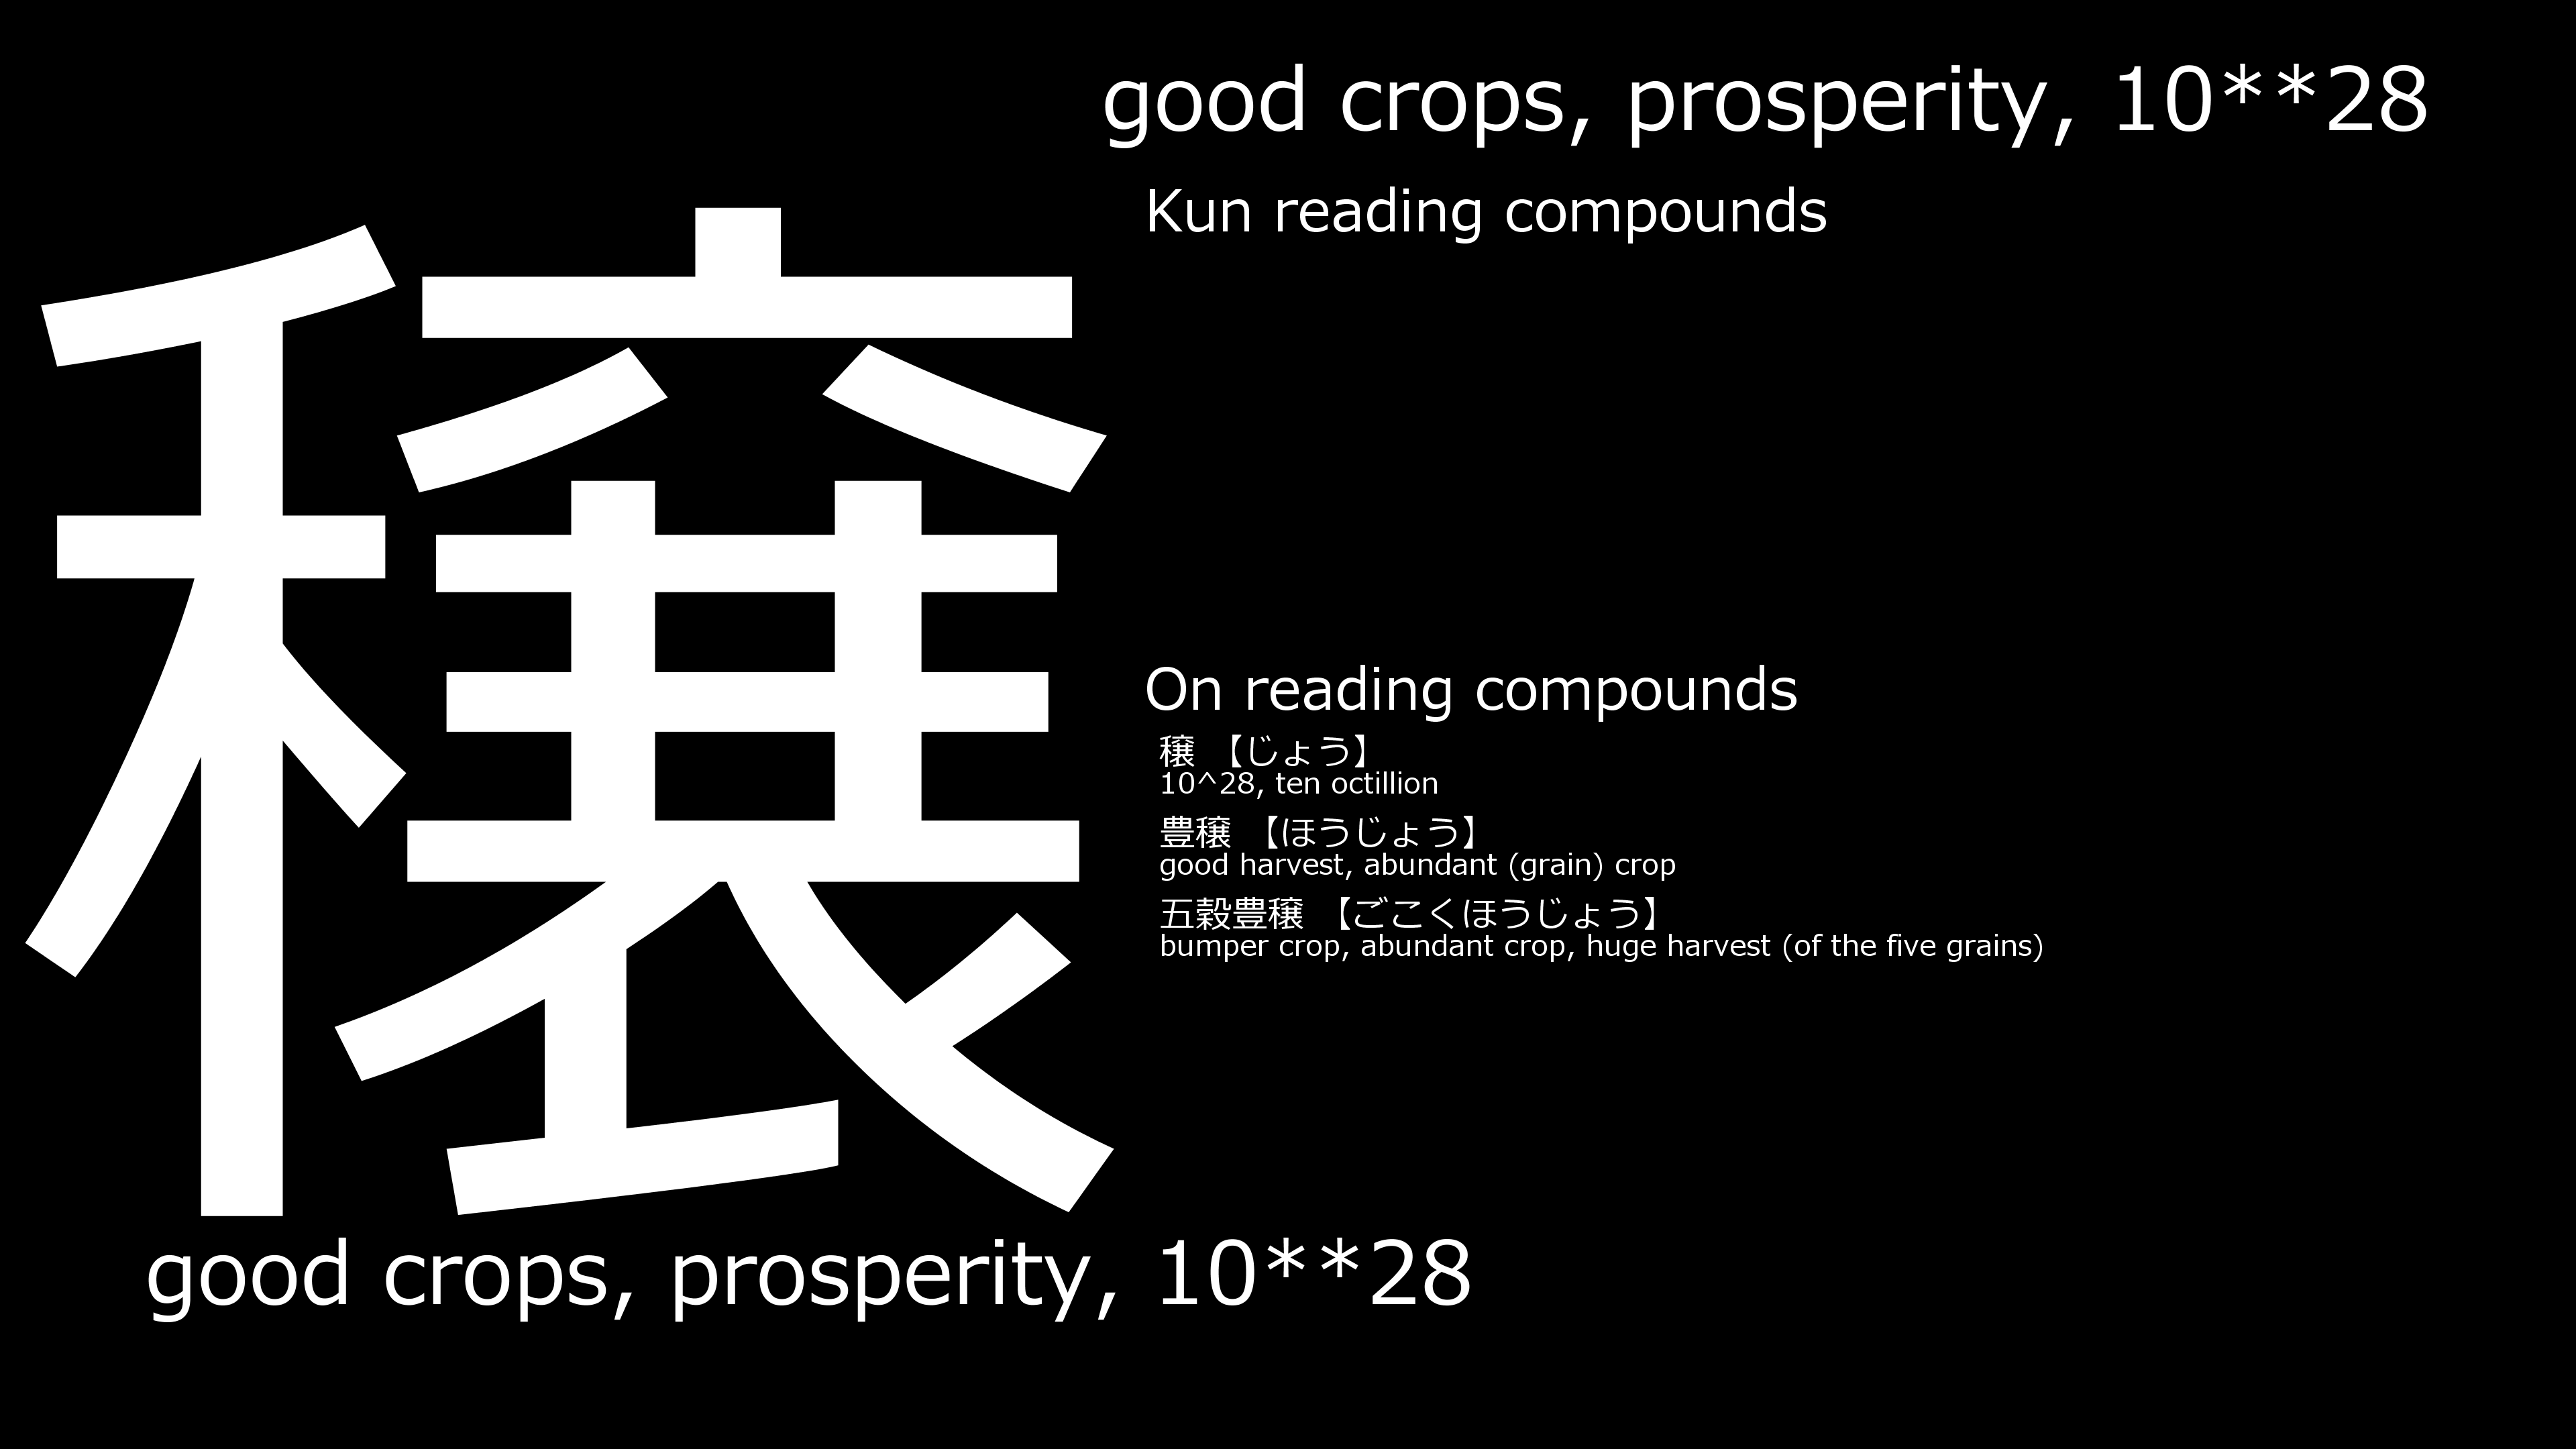 穣
good crops, prosperity, 10**28
Kun reading compounds
On reading compounds
穣 【じょう】
10^28, ten octillion
豊穣 【ほうじょう】
good harvest, abundant (grain) crop
五穀豊穣 【ごこくほうじょう】
bumper crop, abundant crop, huge harvest (of the five grains)
good crops, prosperity, 10**28